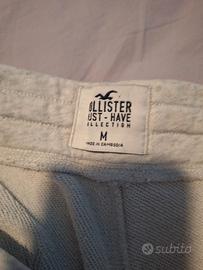 OLLISTER
UST-HAVE
OLLECTION
M
MADE IN CAMBODIA
subito